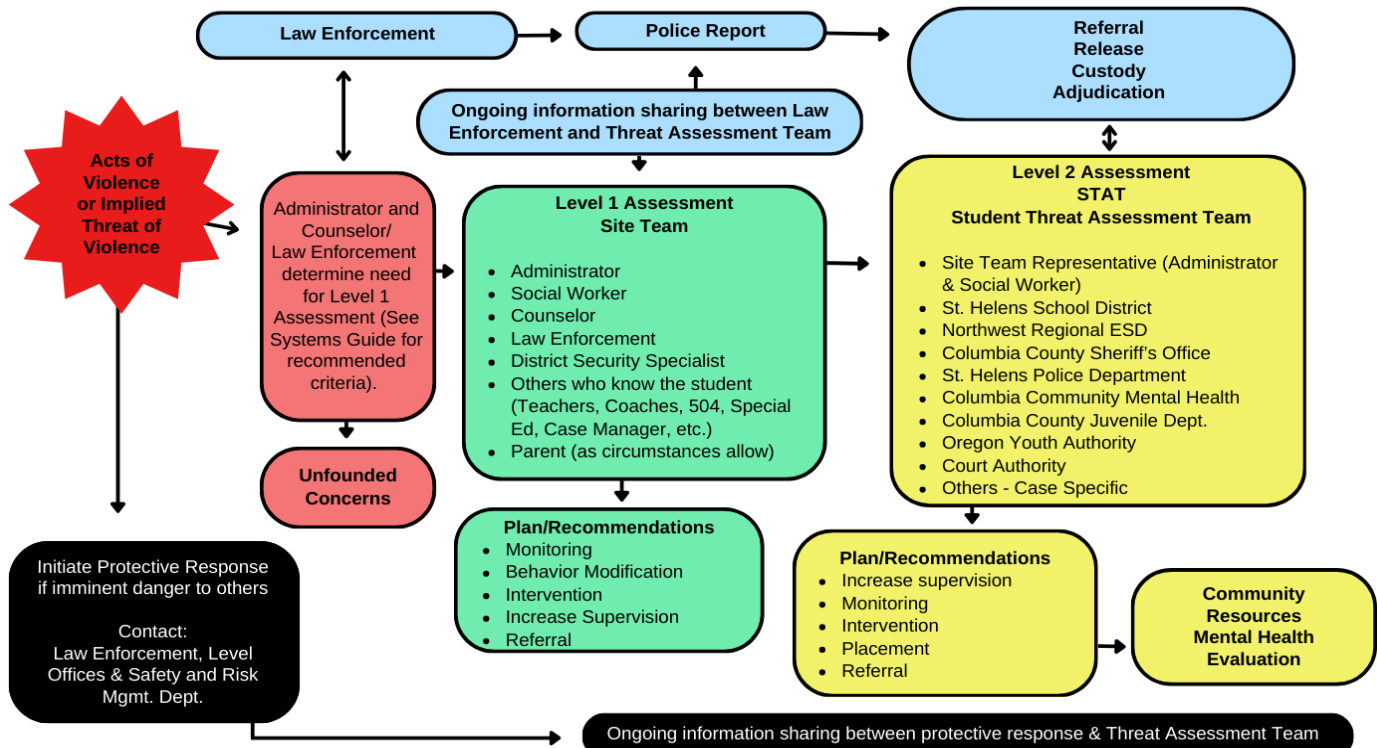 Law Enforcement
Police Report
Referral
Release
Custody
Adjudication
Ongoing information sharing between Law
Enforcement and Threat Assessment Team
Acts of
Violence
or Implied
Threat of
Violence
Administrator and
Counselor/
Law Enforcement
determine need
for Level 1
Assessment (See
Systems Guide for
recommended
criteria).
Unfounded
Concerns
Level 1 Assessment
Site Team
• Administrator
• Social Worker
• Counselor
• Law Enforcement
• District Security Specialist
• Others who know the student
(Teachers, Coaches, 504, Special
Ed, Case Manager, etc.)
• Parent (as circumstances allow)
Level 2 Assessment
STAT
Student Threat Assessment Team
• Site Team Representative (Administrator
& Social Worker)
• St. Helens School District
• Northwest Regional ESD
• Columbia County Sheriff's Office
• St. Helens Police Department
• Columbia Community Mental Health
• Columbia County Juvenile Dept.
• Oregon Youth Authority
• Court Authority
• Others - Case Specific
Initiate Protective Response
if imminent danger to others
Contact:
Law Enforcement, Level
Offices & Safety and Risk
Mgmt. Dept.
Plan/Recommendations
• Monitoring
• Behavior Modification
• Intervention
• Increase Supervision
• Referral
Plan/Recommendations
• Increase supervision
• Monitoring
• Intervention
• Placement
• Referral
Community
Resources
Mental Health
Evaluation
Ongoing information sharing between protective response & Threat Assessment Team